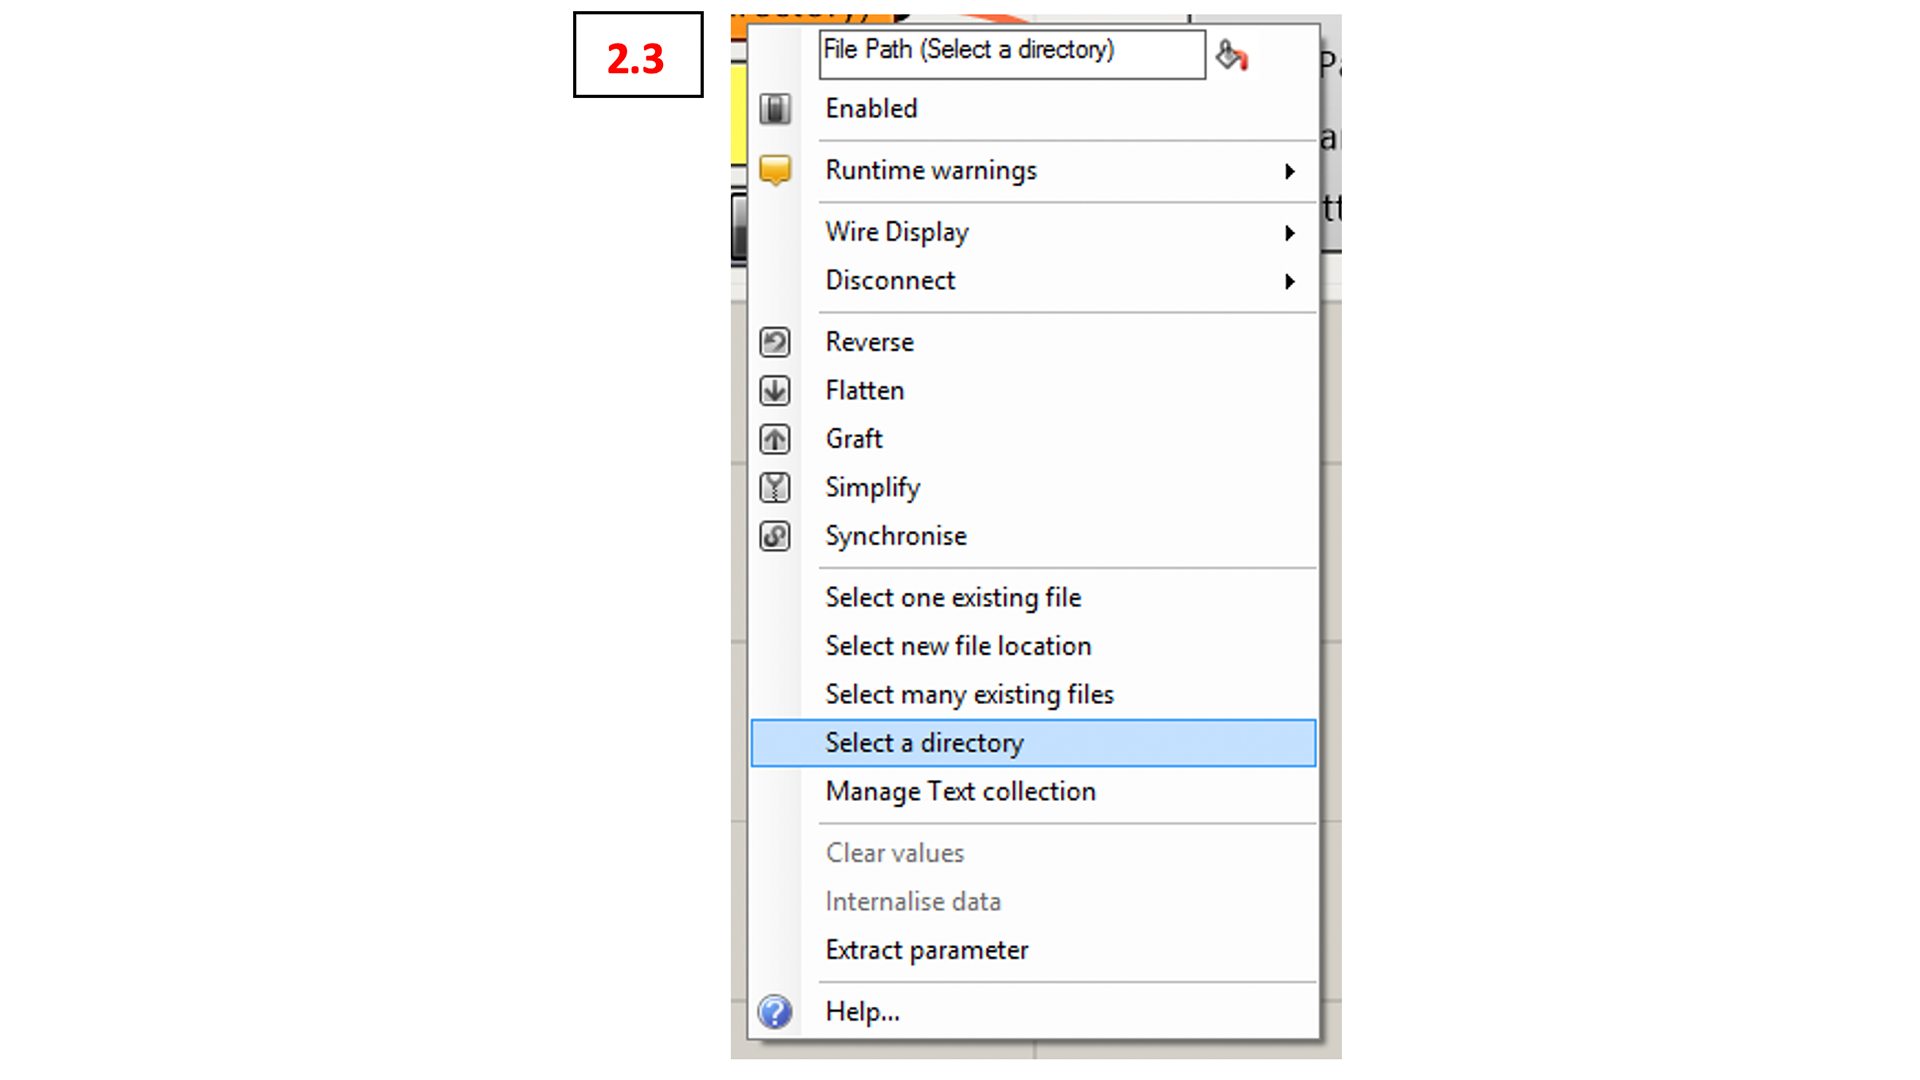 2.3
File Path (Select a directory)
Enabled
Runtime warnings
Wire Display
Disconnect
Reverse
Flatten
Graft
Simplify
Synchronise
Select one existing file
Select new file location
Select many existing files
Select a directory
Manage Text collection
Clear values
Internalise data
Extract parameter
Help...